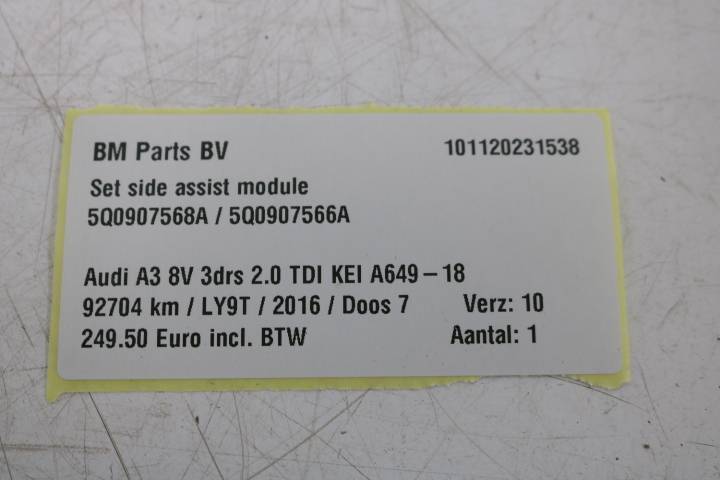 BM Parts BV 101120231538
Set side assist module
5Q0907568A / 5Q0907566A
Audi A3 8V 3drs 2.0 TDI KEI A649-18
92704 km / LY9T / 2016 / Doos 7 Verz: 10
249.50 Euro incl. BTW Aantal: 1